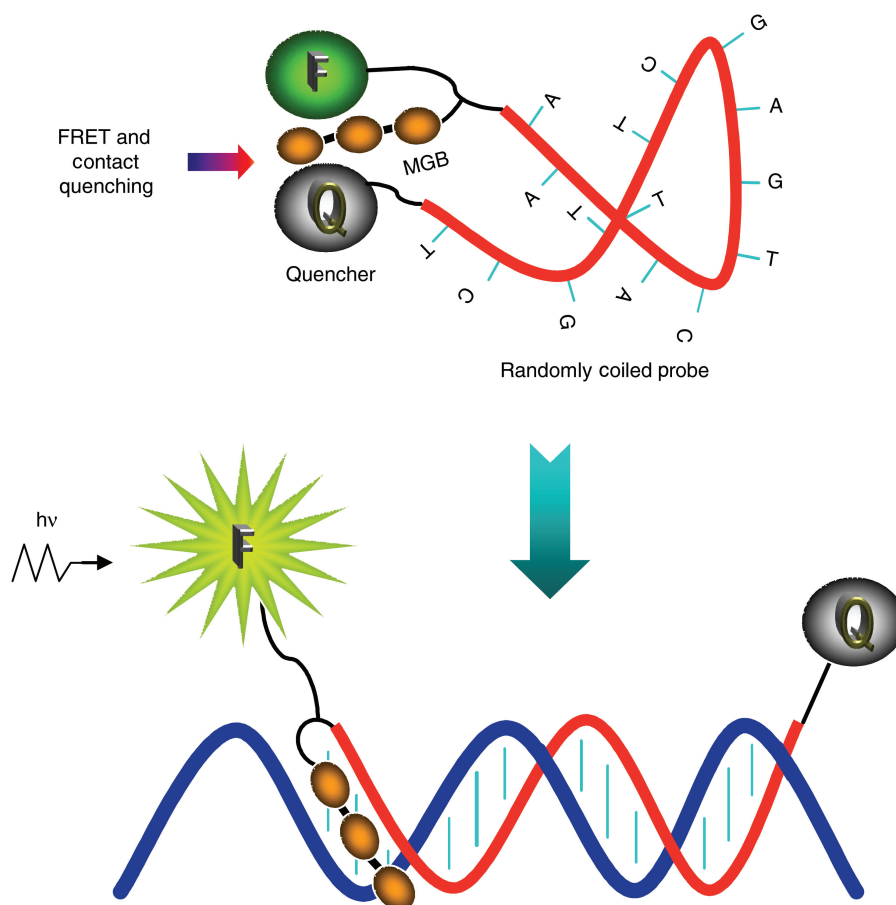 F
FRET and
contact
quenching
MGB
Q
Quencher
A
A
T
T
T
C
G
A
G
T
C
A
G
C
T
Randomly coiled probe
hν
F
Q